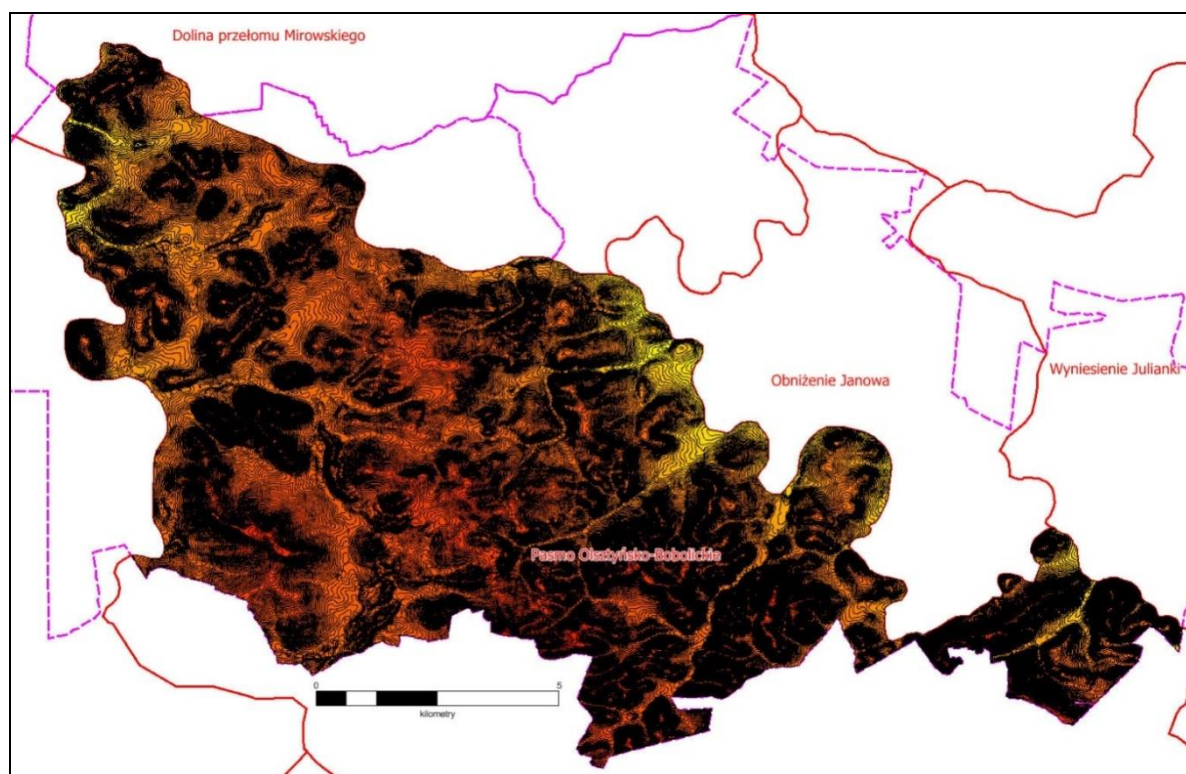 Dolina przełomu Mirowskiego
Wyniesienie Julianki
Obniżenie Janowa
Pasmo Olsztyńsko-Bobolickie
0 5
kilometry